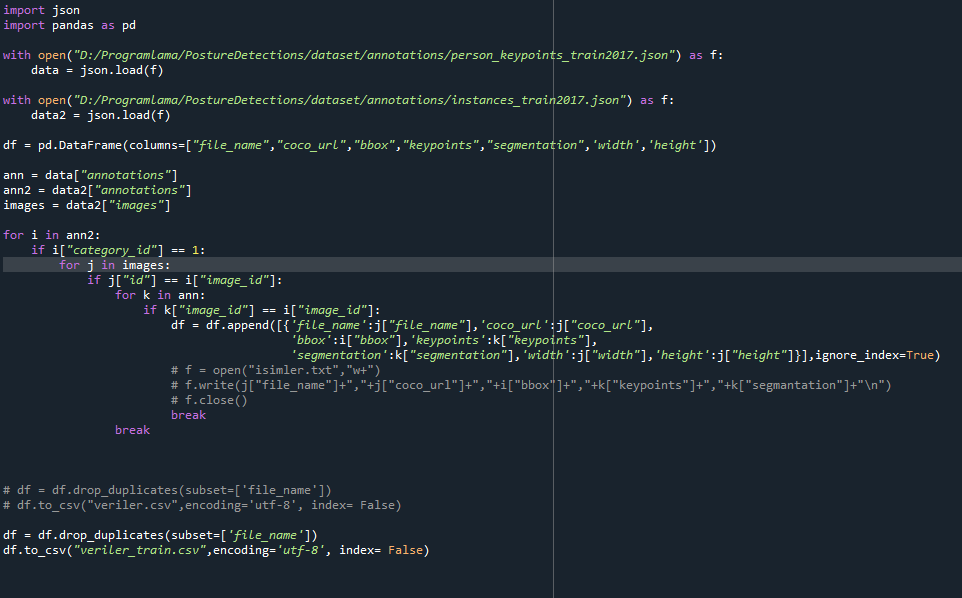 import json
import pandas as pd
with open("D:/Programlama/PostureDetections/dataset/annotations/person_keypoints_train2017.json") as f:
    data = json.load(f)
with open("D:/Programlama/PostureDetections/dataset/annotations/instances_train2017.json") as f:
    data2 = json.load(f)
df = pd.DataFrame(columns=["file_name","coco_url","bbox","keypoints","segmentation",'width','height'])
ann = data["annotations"]
ann2 = data2["annotations"]
images = data2["images"]
for i in ann2:
    if i["category_id"] == 1:
        for j in images:
            if j["id"] == i["image_id"]:
                for k in ann:
                    if k["image_id"] == i["image_id"]:
                        df = df.append([{'file_name':j["file_name"],'coco_url':j["coco_url"],
                                         'bbox':i["bbox"],'keypoints':k["keypoints"],
                                         'segmentation':k["segmentation"],'width':j["width"],'height':j["height"]}],ignore_index=True)
                        # f = open("isimler.txt","w+")
                        # f.write(j["file_name"]+","+j["coco_url"]+","+i["bbox"]+","+k["keypoints"]+","+k["segmantation"]+"\n")
                        # f.close()
                        break
                break
# df = df.drop_duplicates(subset=['file_name'])
# df.to_csv("veriler.csv",encoding='utf-8', index= False)
df = df.drop_duplicates(subset=['file_name'])
df.to_csv("veriler_train.csv",encoding='utf-8', index= False)